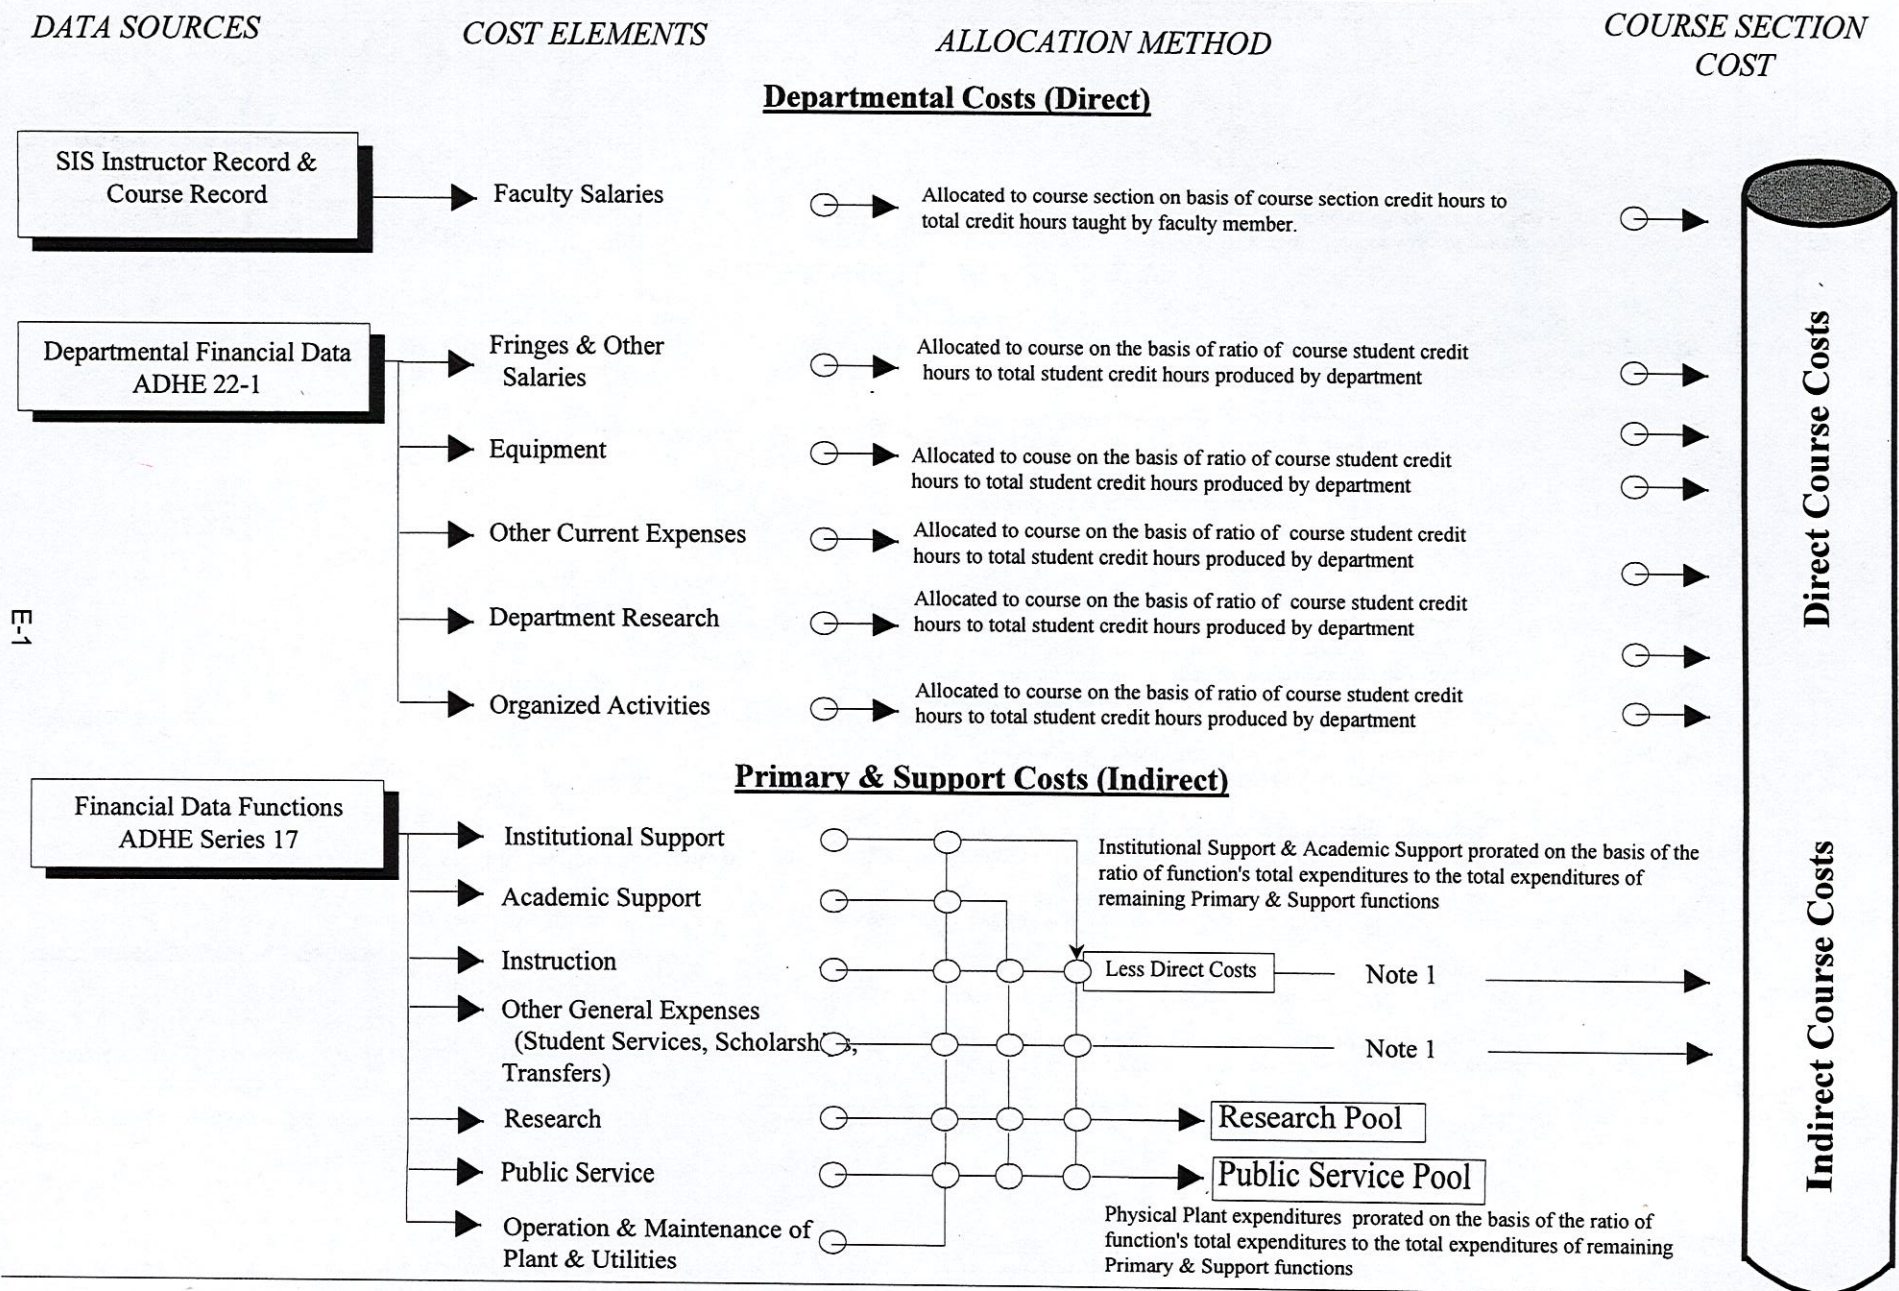 DATA SOURCES
COST ELEMENTS
ALLOCATION METHOD
COURSE SECTION
COST
Departmental Costs (Direct)
SIS Instructor Record &
Course Record
Faculty Salaries
Allocated to course section on basis of course section credit hours to
total credit hours taught by faculty member.
Departmental Financial Data
ADHE 22-1
Fringes & Other
Salaries
Allocated to course on the basis of ratio of course student credit
hours to total student credit hours produced by department
Equipment
Allocated to couse on the basis of ratio of course student credit
hours to total student credit hours produced by department
Other Current Expenses
Allocated to course on the basis of ratio of course student credit
hours to total student credit hours produced by department
Department Research
Allocated to course on the basis of ratio of course student credit
hours to total student credit hours produced by department
Organized Activities
Allocated to course on the basis of ratio of course student credit
hours to total student credit hours produced by department
Direct Course Costs
E-1
Primary & Support Costs (Indirect)
Financial Data Functions
ADHE Series 17
Institutional Support
Institutional Support & Academic Support prorated on the basis of the
ratio of function's total expenditures to the total expenditures of
remaining Primary & Support functions
Academic Support
Instruction
Less Direct Costs
Note 1
Other General Expenses
(Student Services,
Transfers)
Note 1
Research
Research Pool
Public Service
Public Service Pool
Operation & Maintenance of
Plant & Utilities
Physical Plant expenditures prorated on the basis of the ratio of
function's total expenditures to the total expenditures of remaining
Primary & Support functions
Indirect Course Costs